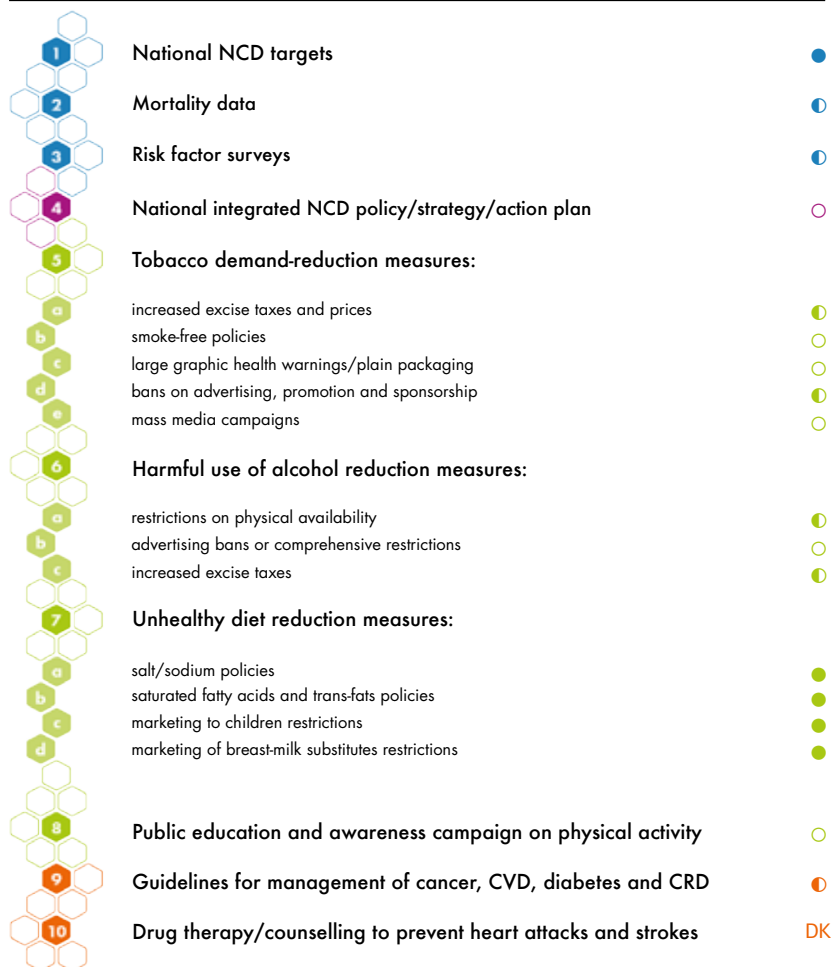 1 National NCD targets ●
2 Mortality data ◐
3 Risk factor surveys ◐
4 National integrated NCD policy/strategy/action plan ○
5 Tobacco demand-reduction measures:
a increased excise taxes and prices ◐
b smoke-free policies ○
c large graphic health warnings/plain packaging ○
d bans on advertising, promotion and sponsorship ◐
e mass media campaigns ○
6 Harmful use of alcohol reduction measures:
a restrictions on physical availability ◐
b advertising bans or comprehensive restrictions ○
c increased excise taxes ◐
7 Unhealthy diet reduction measures:
a salt/sodium policies ●
b saturated fatty acids and trans-fats policies ●
c marketing to children restrictions ●
d marketing of breast-milk substitutes restrictions ●
8 Public education and awareness campaign on physical activity ○
9 Guidelines for management of cancer, CVD, diabetes and CRD ◐
10 Drug therapy/counselling to prevent heart attacks and strokes DK